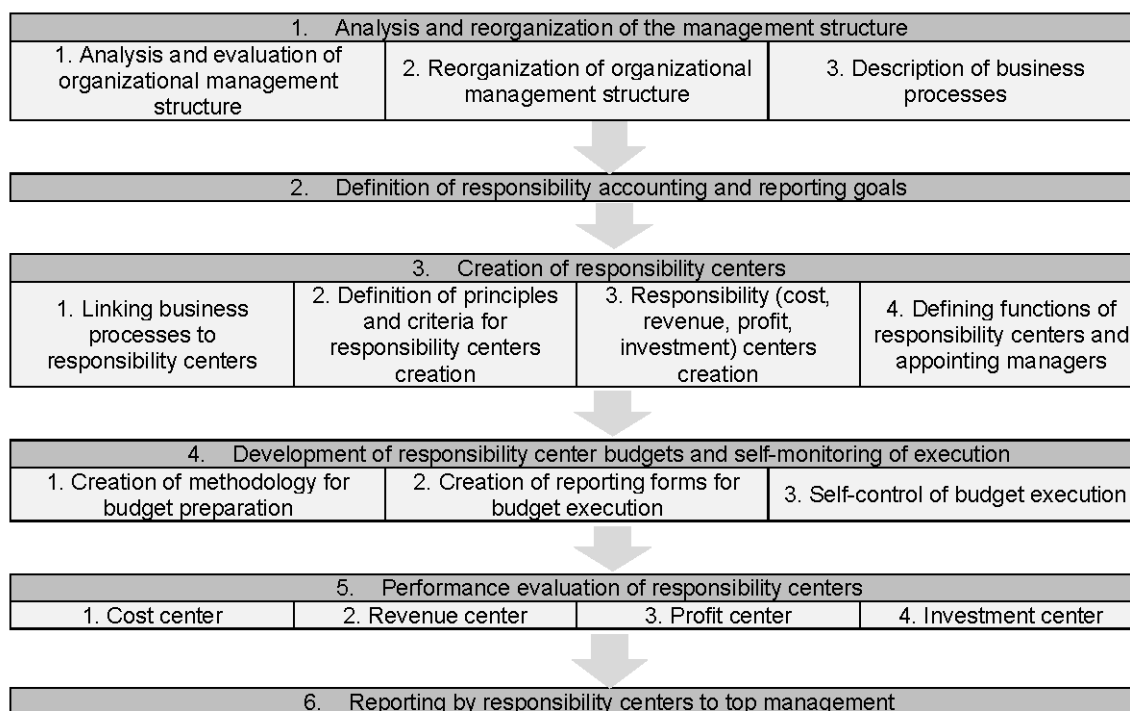 1. Analysis and reorganization of the management structure
1. Analysis and evaluation of
organizational management
structure
2. Reorganization of organizational
management structure
3. Description of business
processes
2. Definition of responsibility accounting and reporting goals
3. Creation of responsibility centers
1. Linking business
processes to
responsibility centers
2. Definition of principles
and criteria for
responsibility centers
creation
3. Responsibility (cost,
revenue, profit,
investment) centers
creation
4. Defining functions of
responsibility centers and
appointing managers
4. Development of responsibility center budgets and self-monitoring of execution
1. Creation of methodology for
budget preparation
2. Creation of reporting forms for
budget execution
3. Self-control of budget execution
5. Performance evaluation of responsibility centers
1. Cost center
2. Revenue center
3. Profit center
4. Investment center
6. Reporting by responsibility centers to top management